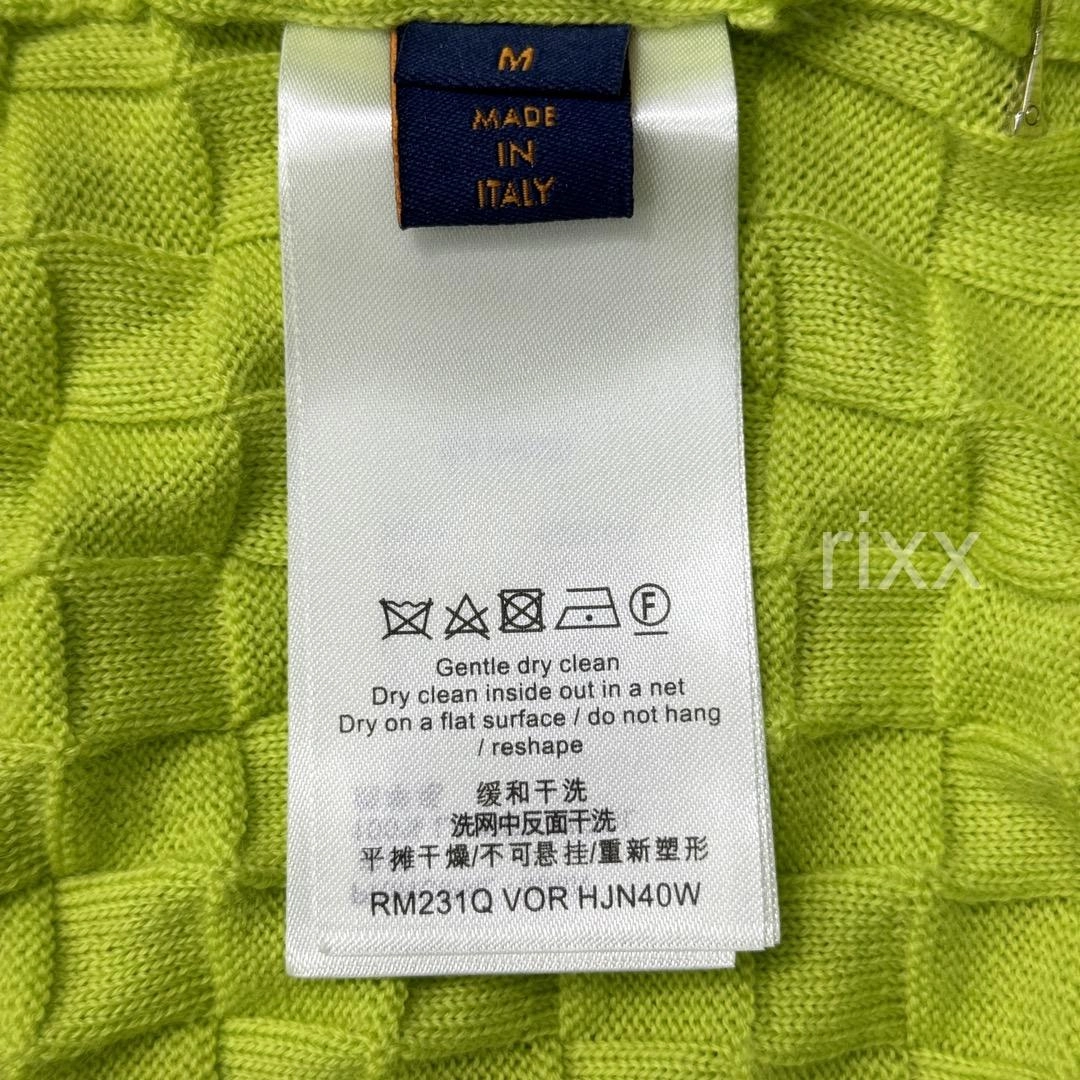 M
MADE
IN
ITALY
rixx
F
Gentle dry clean
Dry clean inside out in a net
Dry on a flat surface / do not hang
/ reshape
缓和干洗
洗网中反面干洗
平摊干燥/不可悬挂/重新塑形
RM231Q VOR HJN40W